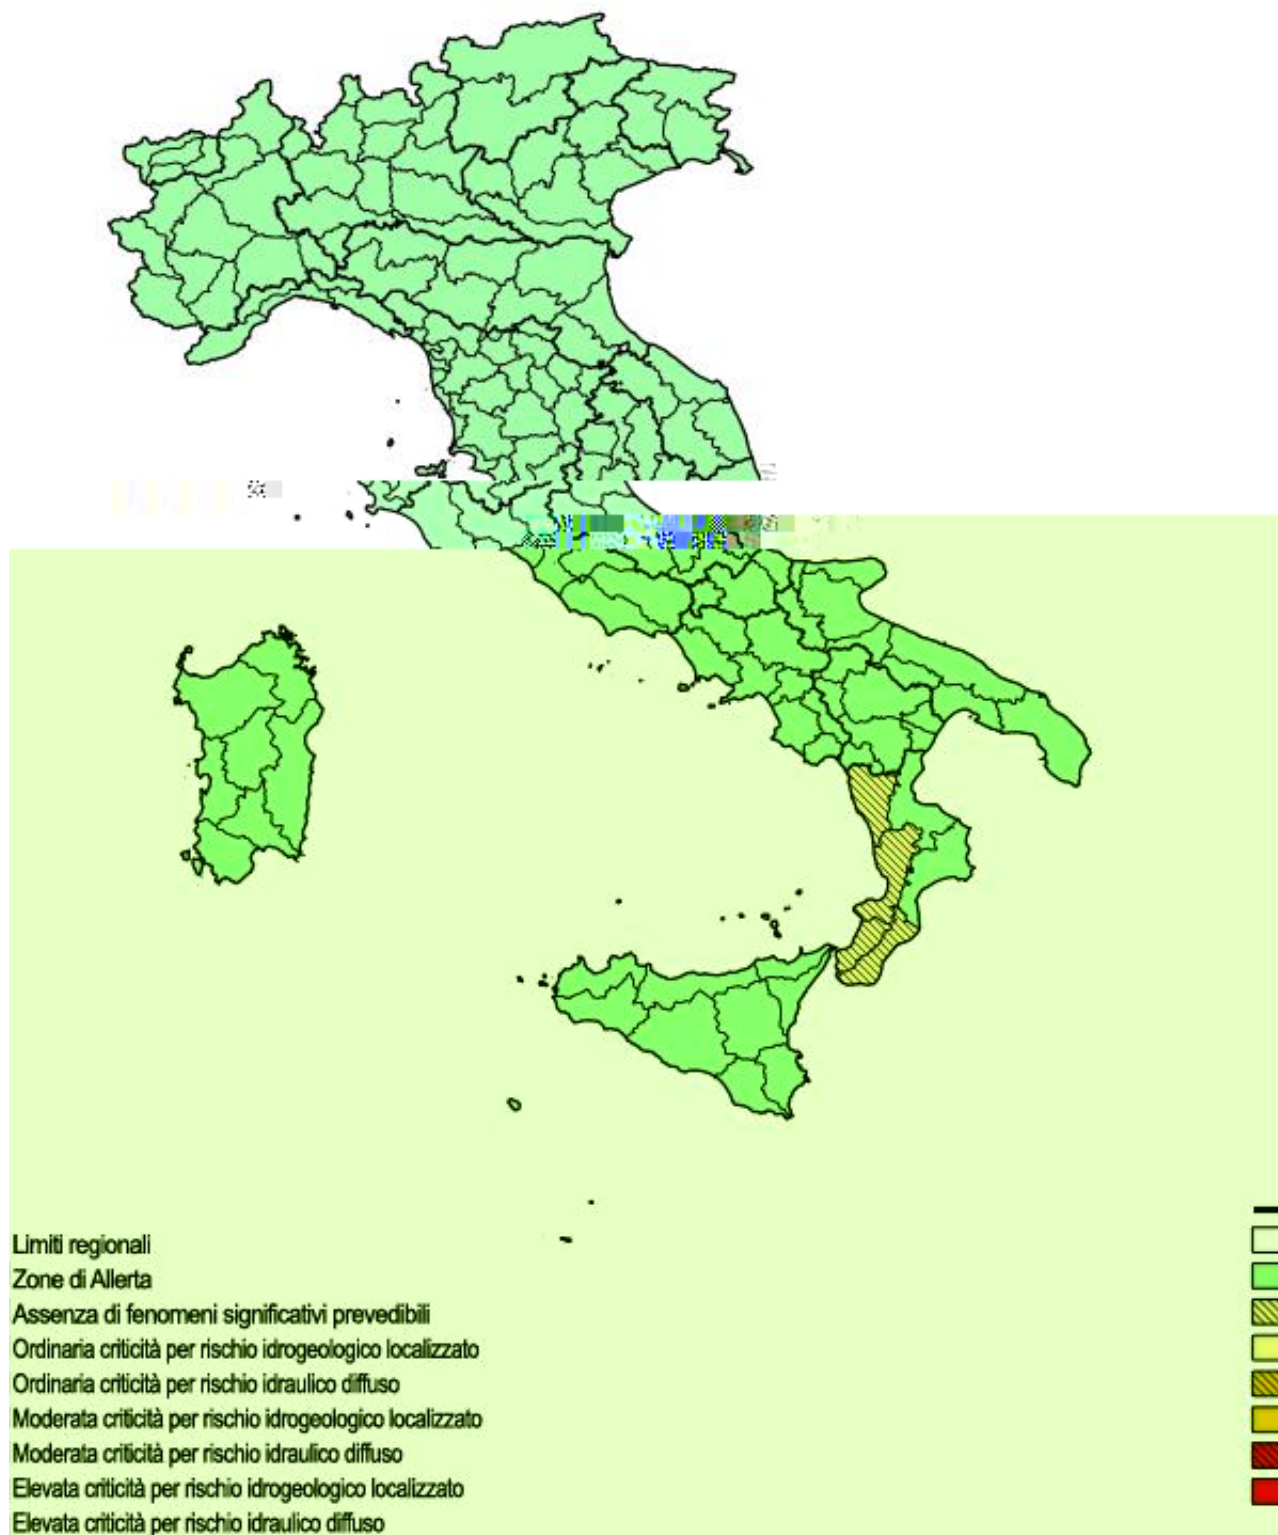 Limiti regionali
Zone di Allerta
Assenza di fenomeni significativi prevedibili
Ordinaria criticità per rischio idrogeologico localizzato
Ordinaria criticità per rischio idraulico diffuso
Moderata criticità per rischio idrogeologico localizzato
Moderata criticità per rischio idraulico diffuso
Elevata criticità per rischio idrogeologico localizzato
Elevata criticità per rischio idraulico diffuso